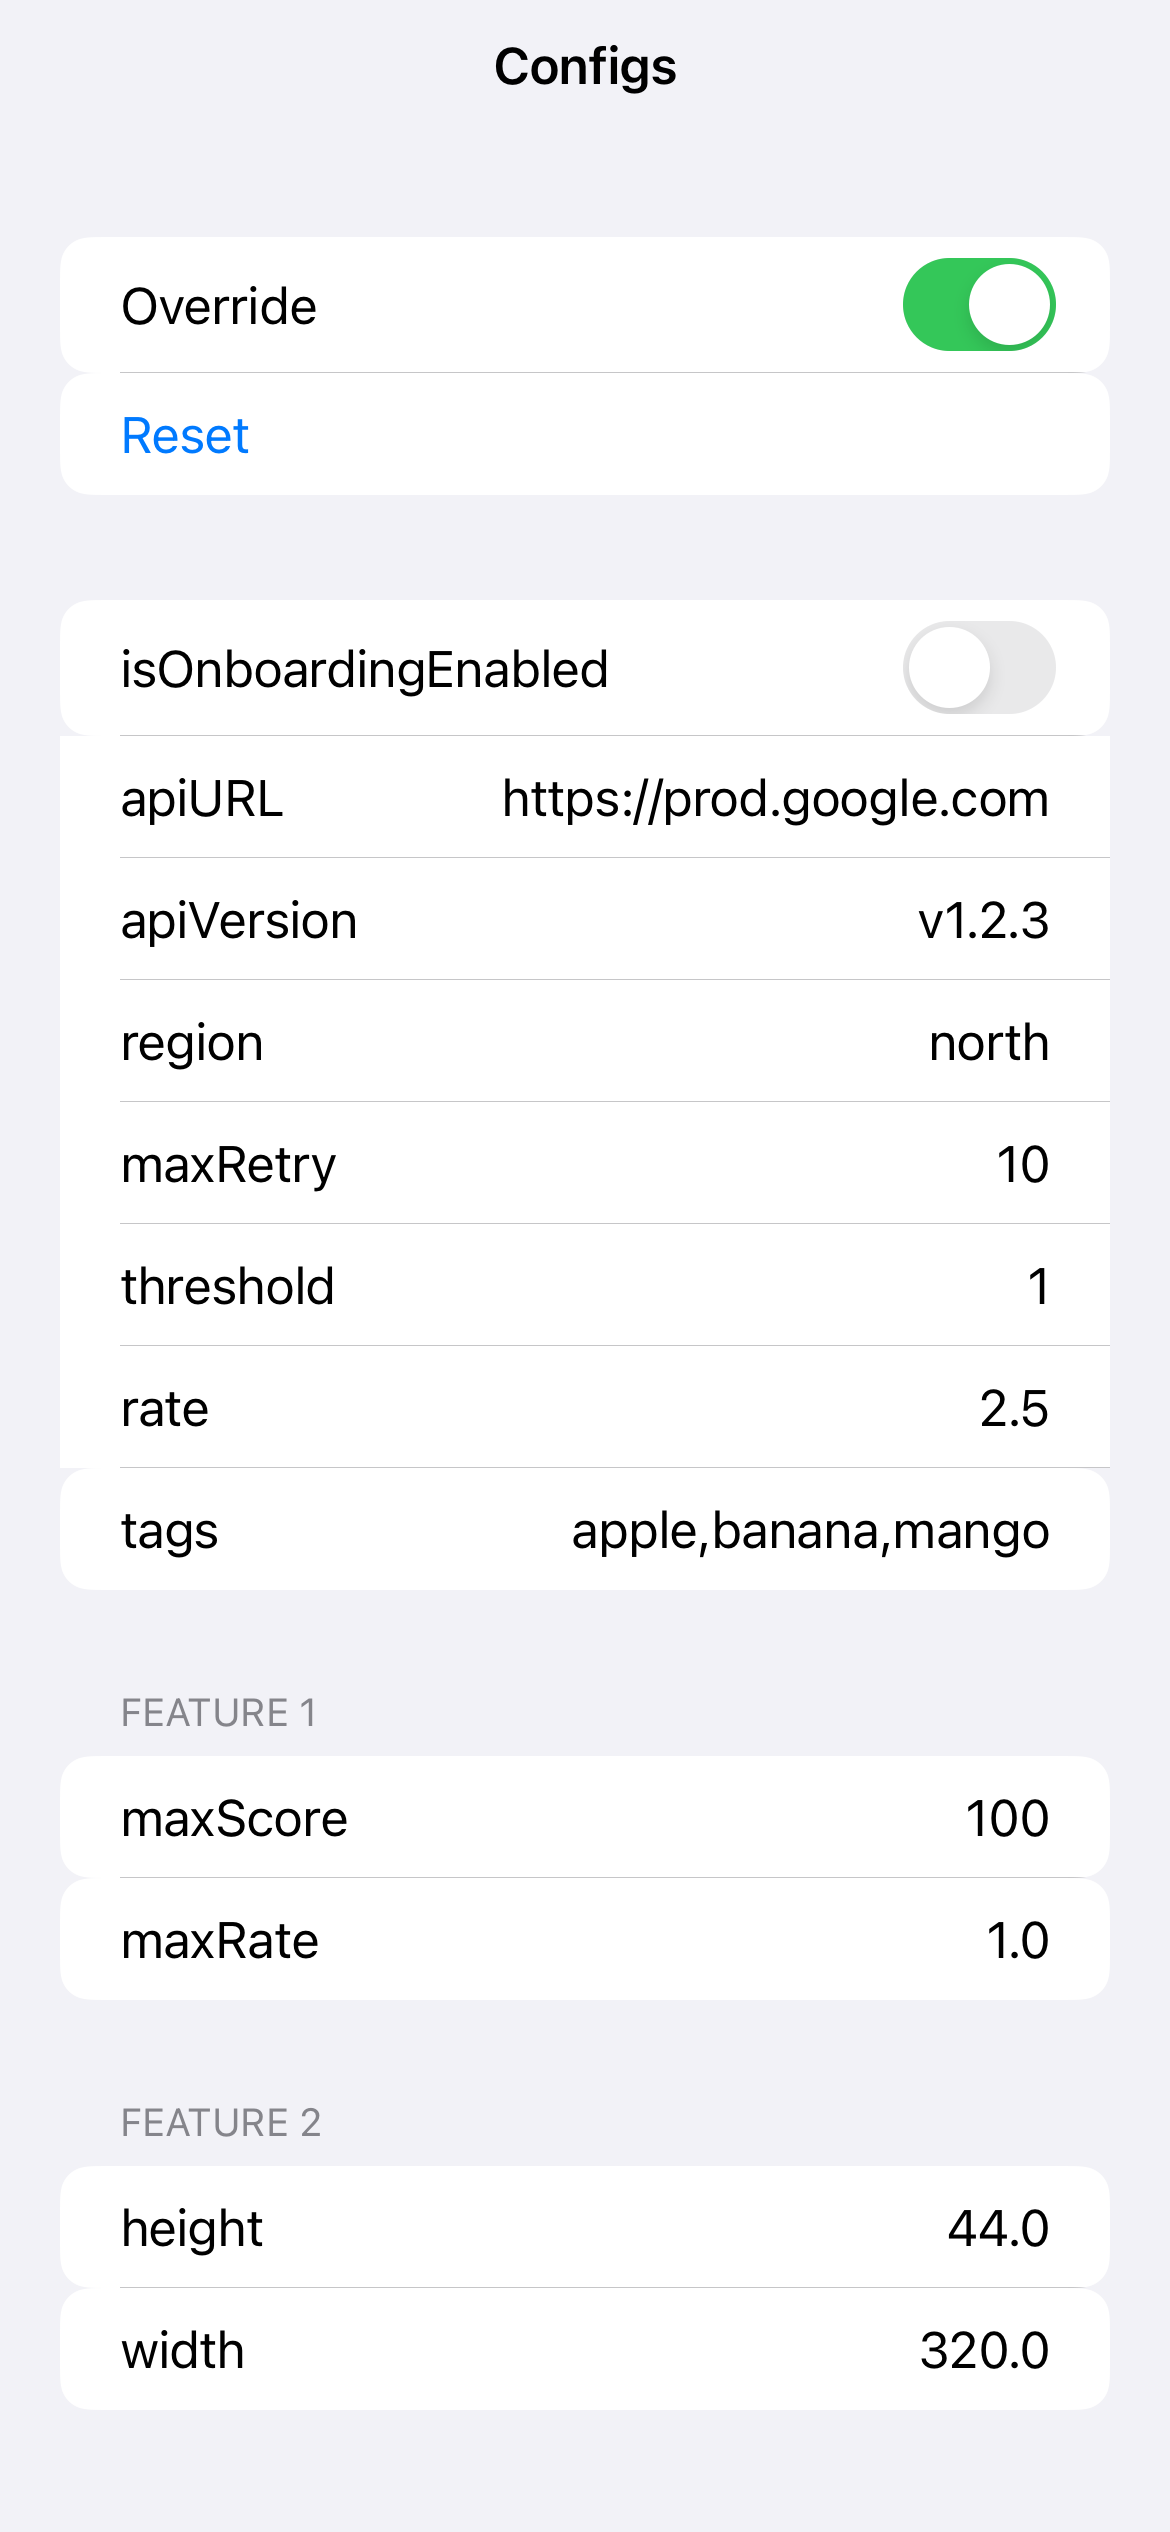 Configs
Override
Reset
isOnboardingEnabled
apiURL https://prod.google.com
apiVersion v1.2.3
region north
maxRetry 10
threshold 1
rate 2.5
tags apple,banana,mango
FEATURE 1
maxScore 100
maxRate 1.0
FEATURE 2
height 44.0
width 320.0